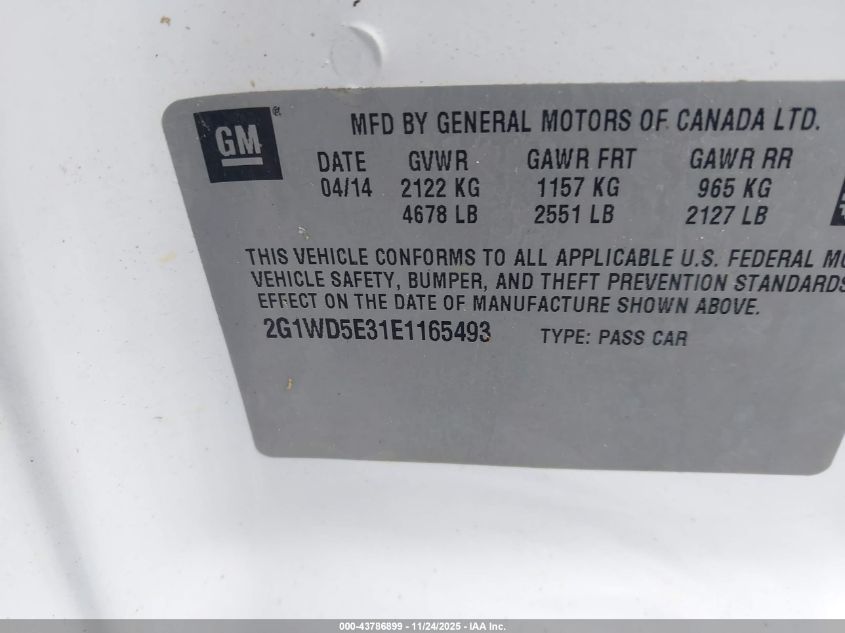 GM®
MFD BY GENERAL MOTORS OF CANADA LTD.
DATE GVWR GAWR FRT GAWR RR
04/14 2122 KG 1157 KG 965 KG
4678 LB 2551 LB 2127 LB
THIS VEHICLE CONFORMS TO ALL APPLICABLE U.S. FEDERAL
VEHICLE SAFETY, BUMPER, AND THEFT PREVENTION STANDARDS
EFFECT ON THE DATE OF MANUFACTURE SHOWN ABOVE.
2G1WD5E31E1165493 TYPE: PASS CAR
000-43786899 - 11/24/2025 - IAA Inc.